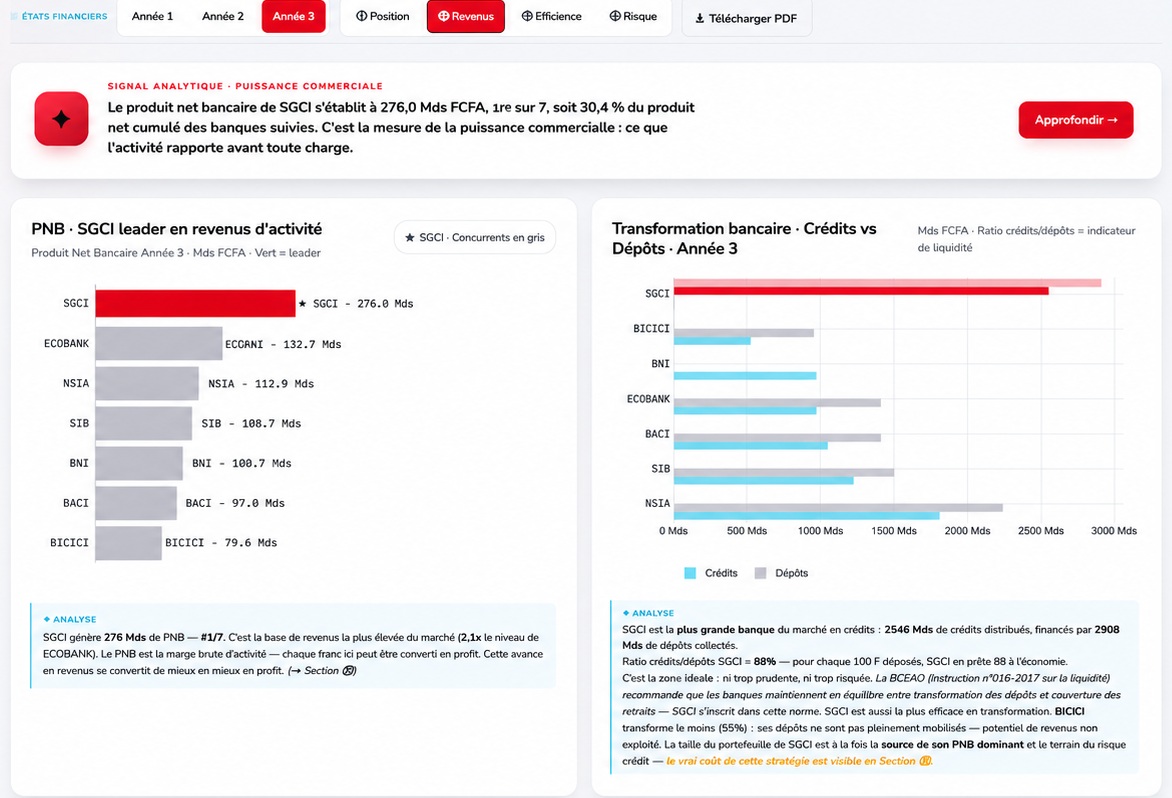 ÉTATS FINANCIERS
Année 1 Année 2 Année 3
Position Revenus Efficience Risque
Télécharger PDF
SIGNAL ANALYTIQUE · PUISSANCE COMMERCIALE
Le produit net bancaire de SGCI s'établit à 276,0 Mds FCFA, 1re sur 7, soit 30,4 % du produit
net cumulé des banques suivies. C'est la mesure de la puissance commerciale : ce que
l'activité rapporte avant toute charge.
Approfondir →
PNB · SGCI leader en revenus d'activité
Produit Net Bancaire Année 3 · Mds FCFA · Vert = leader
★ SGCI · Concurrents en gris
SGCI ★ SGCI - 276.0 Mds
ECOBANK - 132.7 Mds
NSIA NSIA - 112.9 Mds
SIB SIB - 108.7 Mds
BNI BNI - 100.7 Mds
BACI BACI - 97.0 Mds
BICICI BICICI - 79.6 Mds
ANALYSE
SGCI génère 276 Mds de PNB — #1/7. C'est la base de revenus la plus élevée du marché (2,1x le niveau de
ECOBANK). Le PNB est la marge brute d'activité — chaque franc ici peut être converti en profit. Cette avance
en revenus se convertit de mieux en mieux en profit. (→ Section )
Transformation bancaire · Crédits vs
Dépôts · Année 3
Mds FCFA · Ratio crédits/dépôts = indicateur
de liquidité
SGCI
BICICI
BNI
ECOBANK
BACI
SIB
NSIA
0 Mds 500 Mds 1000 Mds 1500 Mds 2000 Mds 2500 Mds 3000 Mds
Crédits Dépôts
ANALYSE
SGCI est la plus grande banque du marché en crédits : 2546 Mds de crédits distribués, financés par 2908
Mds de dépôts collectés.
Ratio crédits/dépôts SGCI = 88% — pour chaque 100 F déposés, SGCI en prête 88 à l'économie.
C'est la zone ideale : ni trop prudente, ni trop risquée. La BCEAO (Instruction n°016-2017 sur la liquidité)
recommande que les banques maintiennent en équilibre entre transformation des dépôts et couverture des
retraits — SGCI s'inscrit dans cette norme. SGCI est aussi la plus efficace en transformation. BICICI
transforme le moins (55%) : ses dépôts ne sont pas pleinement mobilisés — potentiel de revenus non
exploité. La taille du portefeuille de SGCI est à la fois la source de son PNB dominant et le terrain du risque
crédit — le vrai coût de cette stratégie est visible en Section .